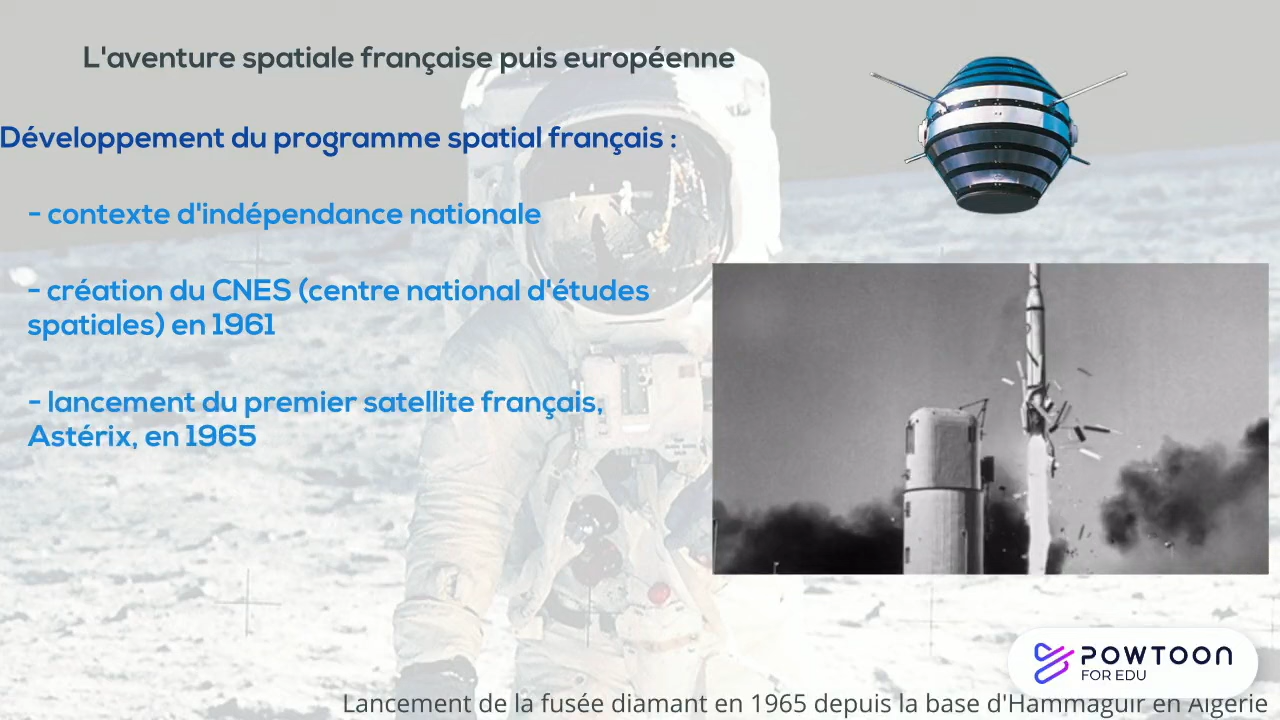 L'aventure spatiale française puis européenne
Développement du programme spatial français :
- contexte d'indépendance nationale
- création du CNES (centre national d'études
spatiales) en 1961
- lancement du premier satellite français,
Astérix, en 1965
POWTOON
FOR EDU
Lancement de la fusée diamant en 1965 depuis la base d'Hammaguir en Algerie